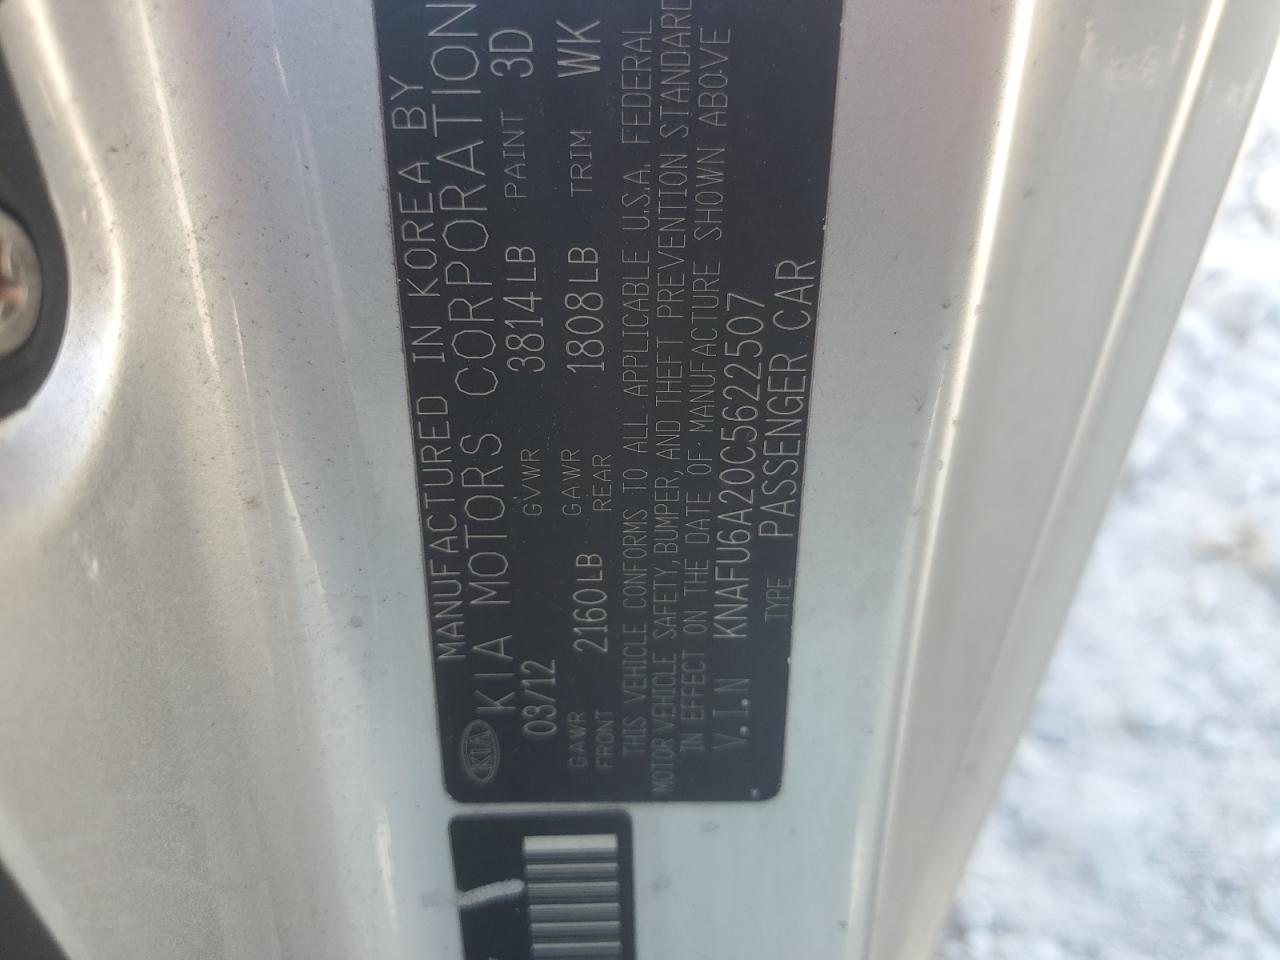 MANUFACTURED IN KOREA BY
KIA KIA MOTORS CORPORATION
03/12 GVWR 3814LB PAINT 3D
GAWR FRONT 2160LB GAWR REAR 1808LB TRIM WK
THIS VEHICLE CONFORMS TO ALL APPLICABLE U.S.A. FEDERAL
MOTOR VEHICLE SAFETY, BUMPER, AND THEFT PREVENTION STANDARD
IN EFFECT ON THE DATE OF MANUFACTURE SHOWN ABOVE
V.I.N KNAFU6A20C5622507
TYPE PASSENGER CAR